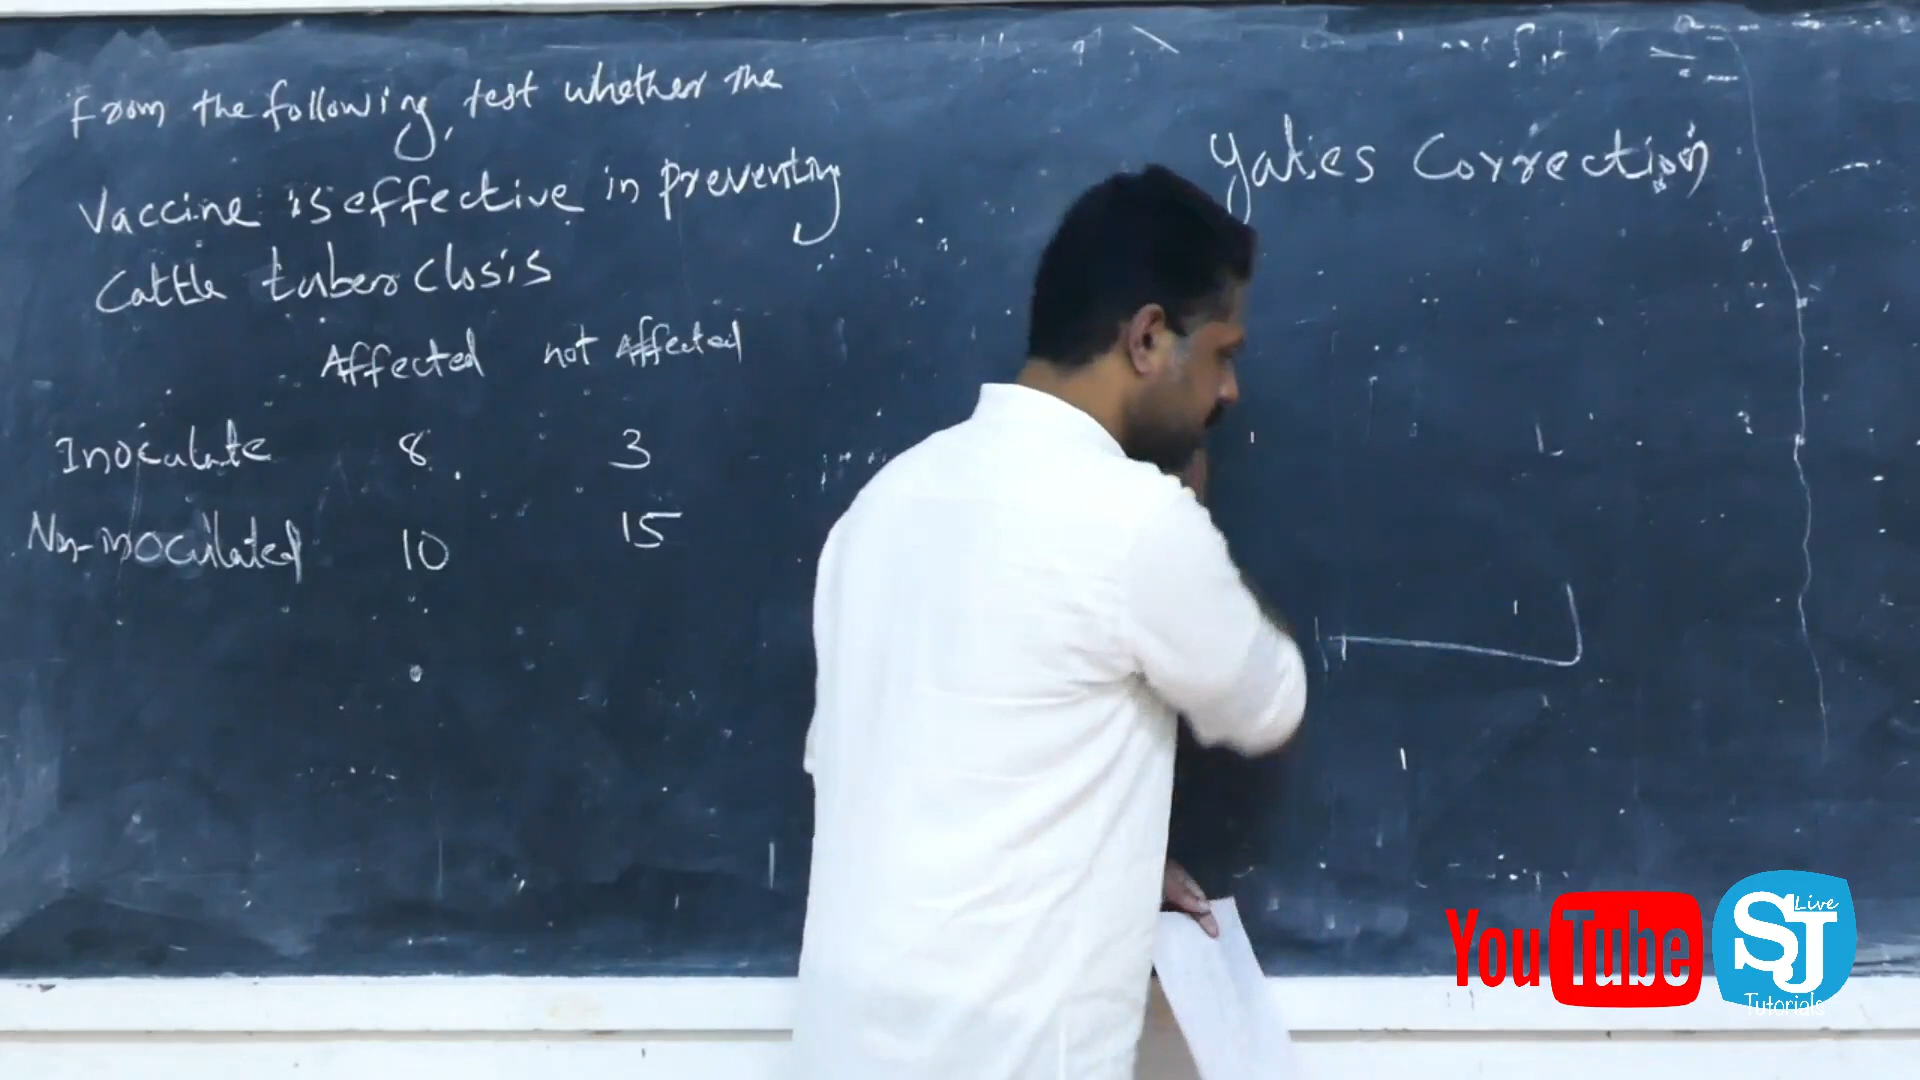 From the following, test whether the
Vaccine is effective in preventing
Cattle tuberclosis
Affected not Affected
Inoculate 8 3
Non-inoculated 10 15
Yates Correction
YouTube
SJ Live
Tutorials